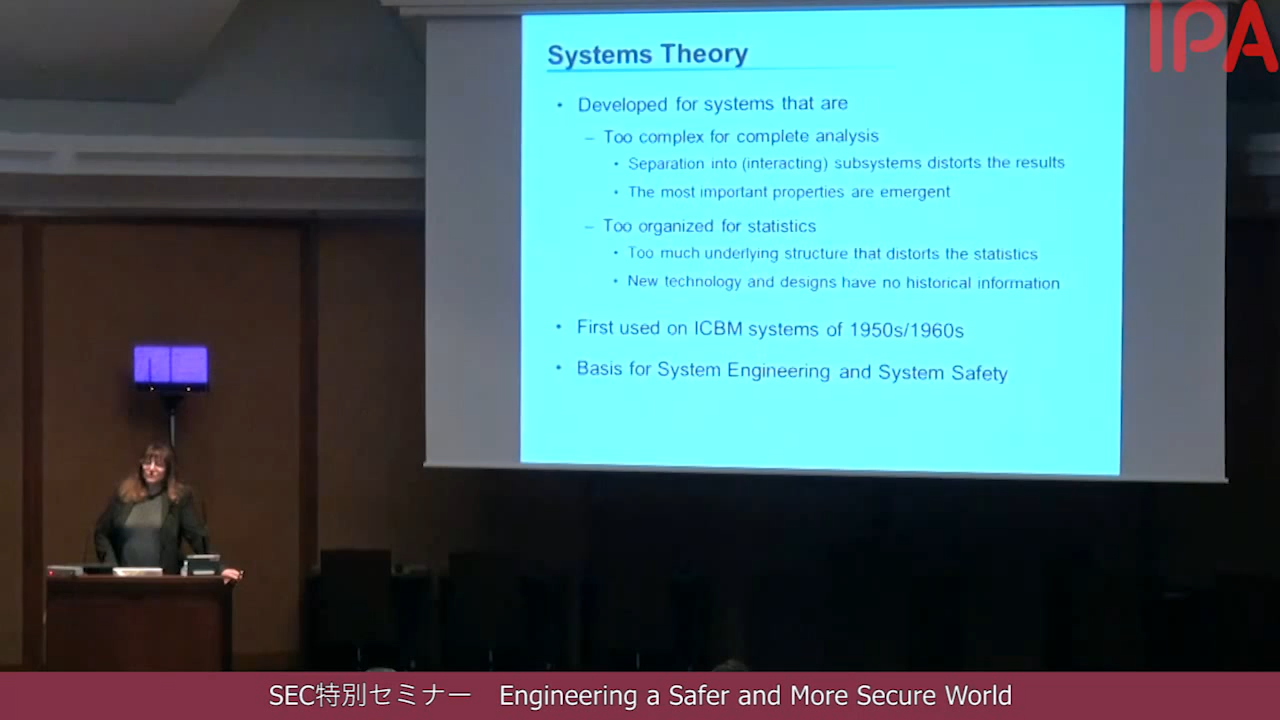 IPA
Systems Theory
• Developed for systems that are
– Too complex for complete analysis
• Separation into (interacting) subsystems distorts the results
• The most important properties are emergent
– Too organized for statistics
• Too much underlying structure that distorts the statistics
• New technology and designs have no historical information
• First used on ICBM systems of 1950s/1960s
• Basis for System Engineering and System Safety
SEC特別セミナー Engineering a Safer and More Secure World